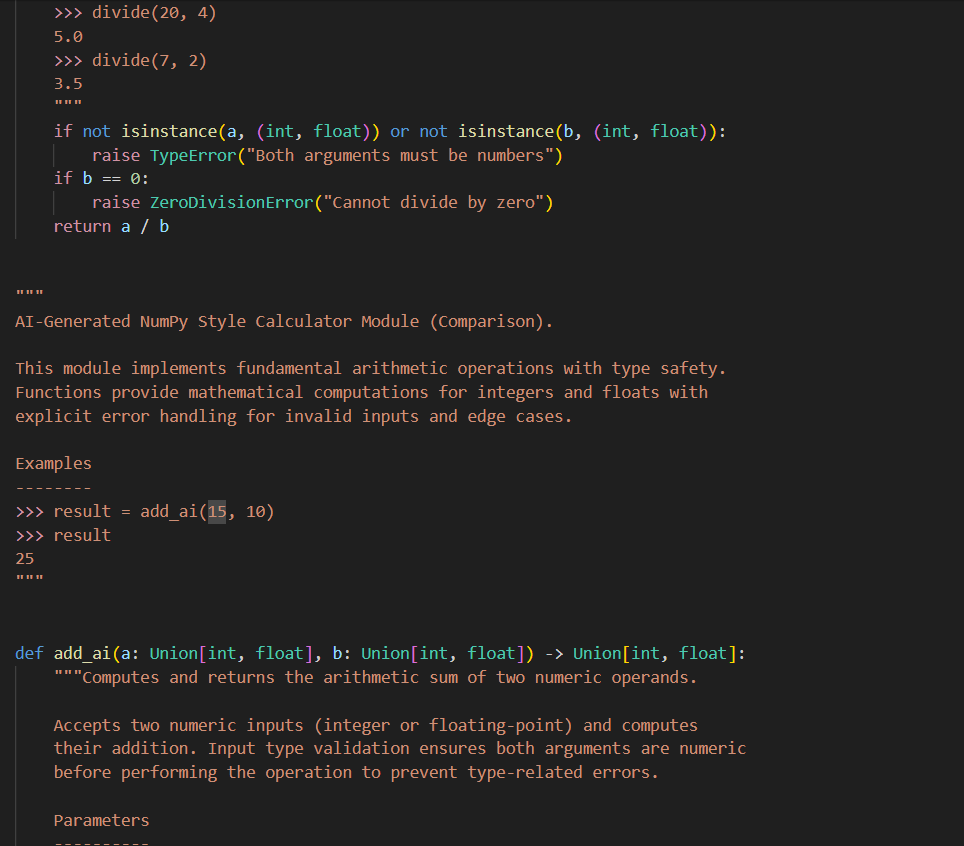 >>> divide(20, 4)
5.0
>>> divide(7, 2)
3.5
"""
if not isinstance(a, (int, float)) or not isinstance(b, (int, float)):
raise TypeError("Both arguments must be numbers")
if b == 0:
raise ZeroDivisionError("Cannot divide by zero")
return a / b
"""
AI-Generated NumPy Style Calculator Module (Comparison).
This module implements fundamental arithmetic operations with type safety.
Functions provide mathematical computations for integers and floats with
explicit error handling for invalid inputs and edge cases.
Examples
--------
>>> result = add_ai(15, 10)
>>> result
25
"""
def add_ai(a: Union[int, float], b: Union[int, float]) -> Union[int, float]:
"""Computes and returns the arithmetic sum of two numeric operands.
Accepts two numeric inputs (integer or floating-point) and computes
their addition. Input type validation ensures both arguments are numeric
before performing the operation to prevent type-related errors.
Parameters
----------